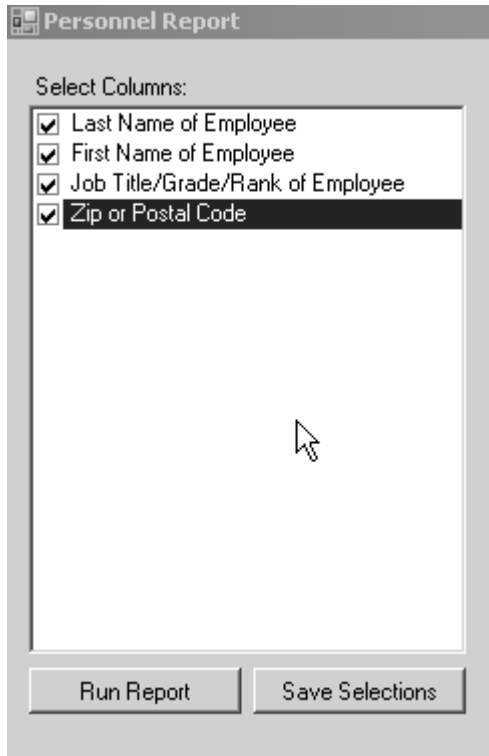 Personnel Report
Select Columns:
Last Name of Employee
First Name of Employee
Job Title/Grade/Rank of Employee
Zip or Postal Code
Run Report
Save Selections